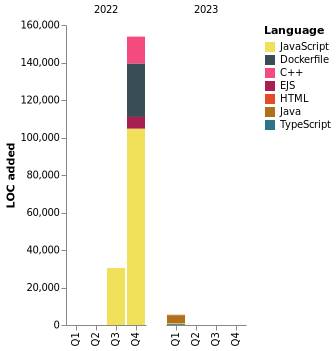 2022 2023
160,000
140,000
120,000
100,000
80,000
60,000
40,000
20,000
0
LOC added
Q1 Q2 Q3 Q4 Q1 Q2 Q3 Q4
Language
JavaScript
Dockerfile
C++
EJS
HTML
Java
TypeScript